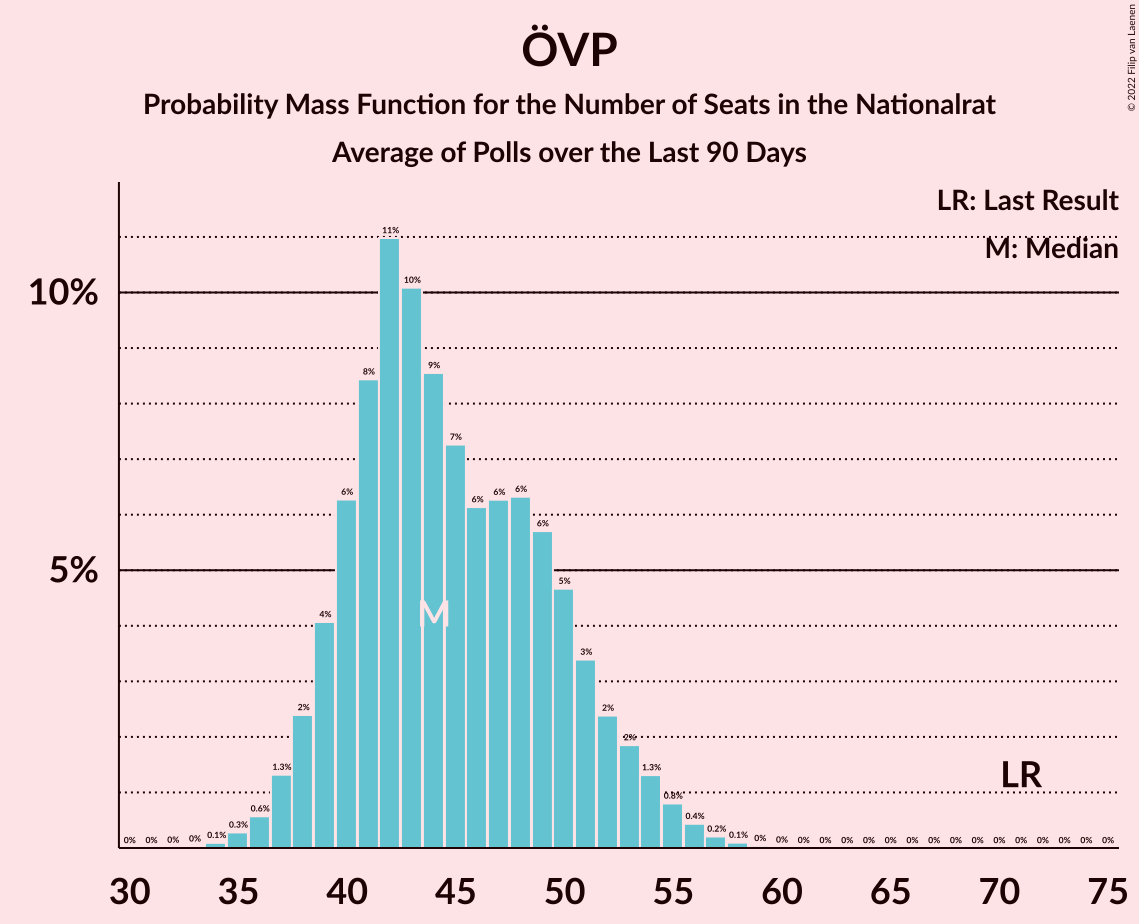 ÖVP
Probability Mass Function for the Number of Seats in the Nationalrat
Average of Polls over the Last 90 Days
© 2022 Filip van Laenen
LR: Last Result
M: Median
10%
5%
0% 0% 0% 0% 0.1% 0.3% 0.6% 1.3% 2% 4% 6% 8% 11% 10% 9% 7% 6% 6% 6% 6% 5% 3% 2% 2% 1.3% 0.8% 0.4% 0.2% 0.1% 0% 0% 0% 0% 0% 0% 0% 0% 0% 0% 0% 0% 0% 0% 0% 0% 0%
M
LR
30 35 40 45 50 55 60 65 70 75